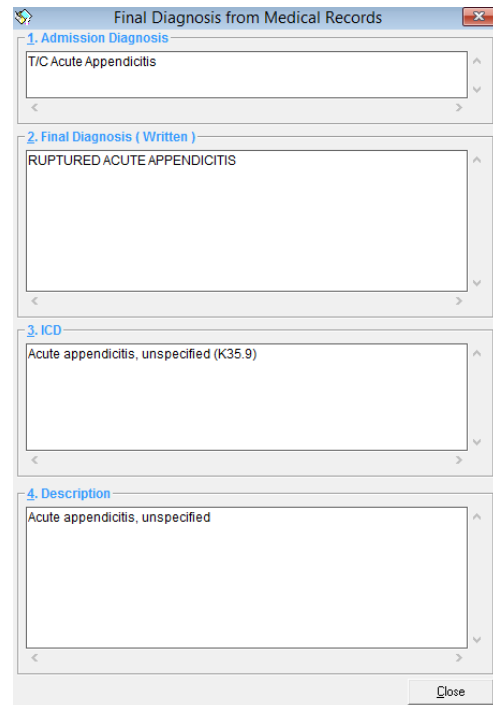 Final Diagnosis from Medical Records
1. Admission Diagnosis
T/C Acute Appendicitis
2. Final Diagnosis ( Written )
RUPTURED ACUTE APPENDICITIS
3. ICD
Acute appendicitis, unspecified (K35.9)
4. Description
Acute appendicitis, unspecified
Close